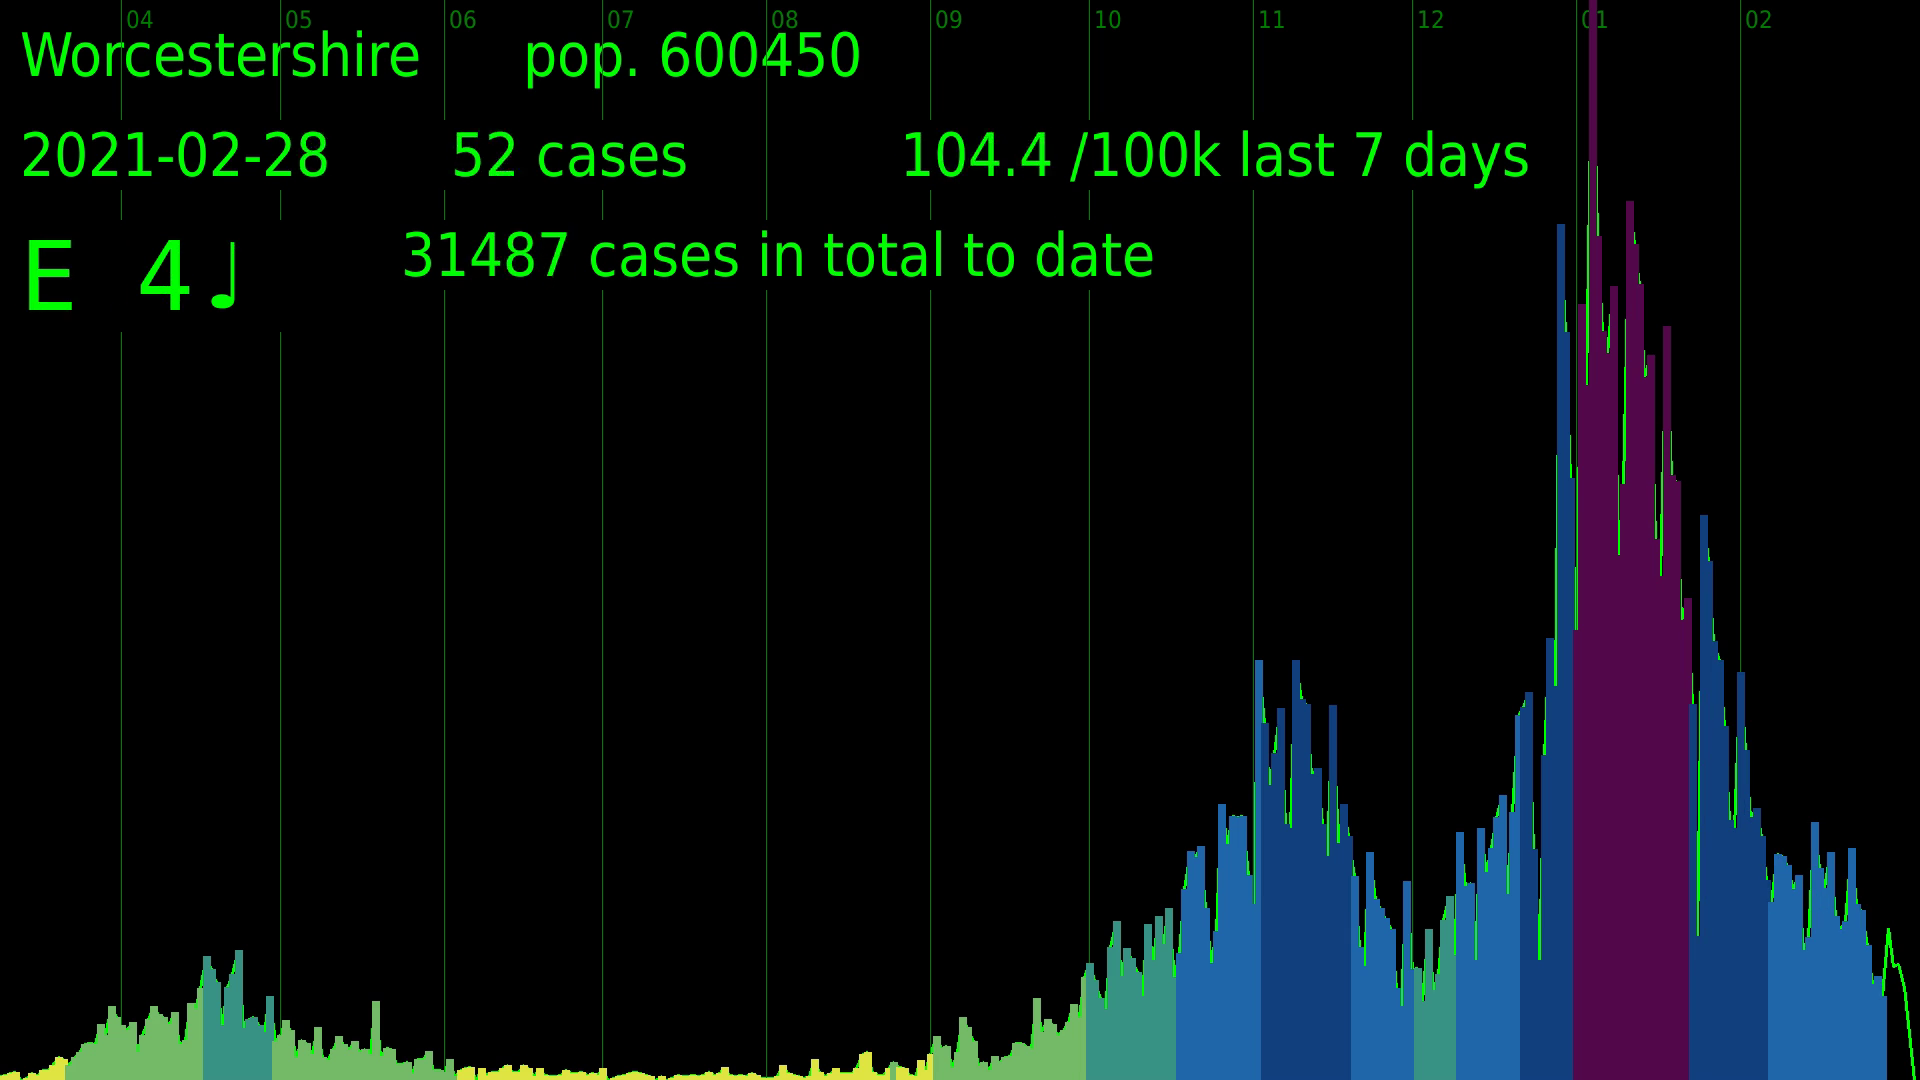 04 05 06 07 08 09 10 11 12 01 02
Worcestershire pop. 600450
2021-02-28 52 cases 104.4 /100k last 7 days
E 4♩ 31487 cases in total to date